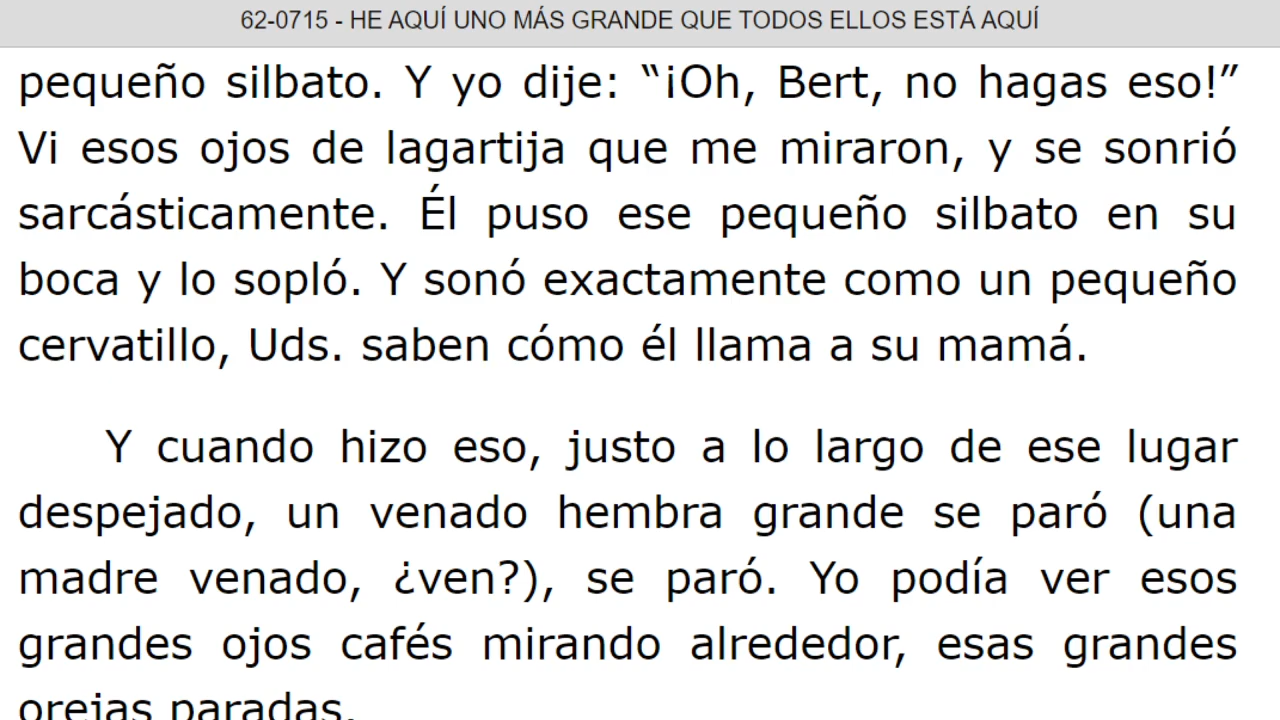 62-0715 - HE AQUÍ UNO MÁS GRANDE QUE TODOS ELLOS ESTÁ AQUÍ
pequeño silbato. Y yo dije: “¡Oh, Bert, no hagas eso!”
Vi esos ojos de lagartija que me miraron, y se sonrió
sarcásticamente. Él puso ese pequeño silbato en su
boca y lo sopló. Y sonó exactamente como un pequeño
cervatillo, Uds. saben cómo él llama a su mamá.
Y cuando hizo eso, justo a lo largo de ese lugar
despejado, un venado hembra grande se paró (una
madre venado, ¿ven?), se paró. Yo podía ver esos
grandes ojos cafés mirando alrededor, esas grandes
orejas paradas.